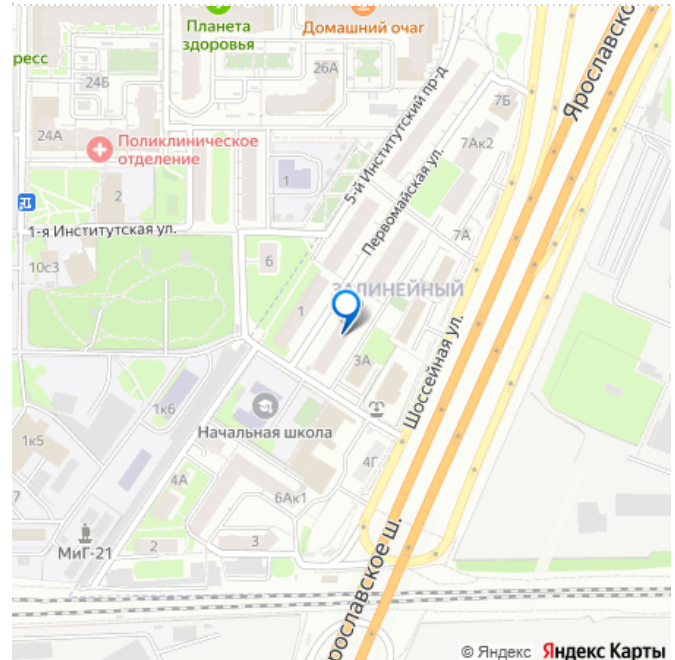 Планета
здоровья
Домашний очаг
Ярославско
ресс
24Б
26А
7Б
5-й Институтский пр-д
24А
Поликлиническое
отделение
7Ак2
1
Первомайская ул.
2
1-я Институтская ул.
7А
6
10с3
ЗАЛИНЕЙНЫЙ
1
Шоссейная ул.
3А
1к6
Начальная школа
1к5
4Г
4А
6Ак1
7
МиГ-21
2
3
рославское ш.
© Яндекс Яндекс Карты